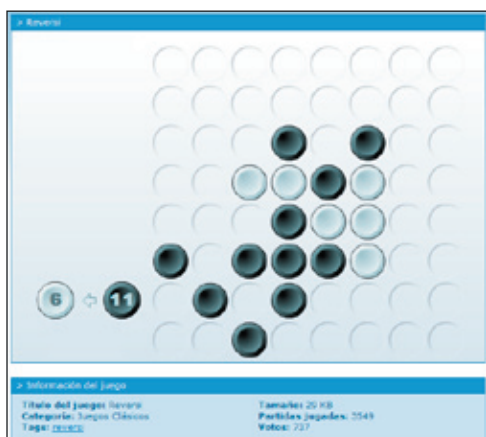 > Reversi
6
11
> Información del juego
Título del juego: Reversi
Tamaño: 29 KB
Categoría: Juegos Clásicos
Partidas jugadas: 3549
Tags: reversi
Votos: 737